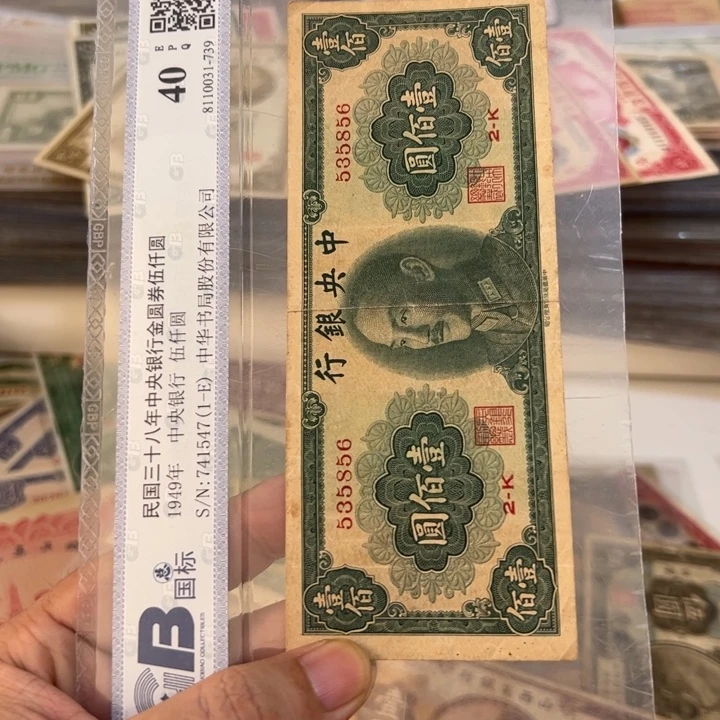 民国三十八年中央银行金圆券伍仟圆
1949年 中央银行 伍仟圆
S/N:741547(1-E) 中华书局股份有限公司
40
E P Q
8110031-739
GB
国标
GBP
行銀央中
壹佰
壹佰
535856
2-K
壹佰圓
535856
2-K
壹佰圓
壹佰
壹佰